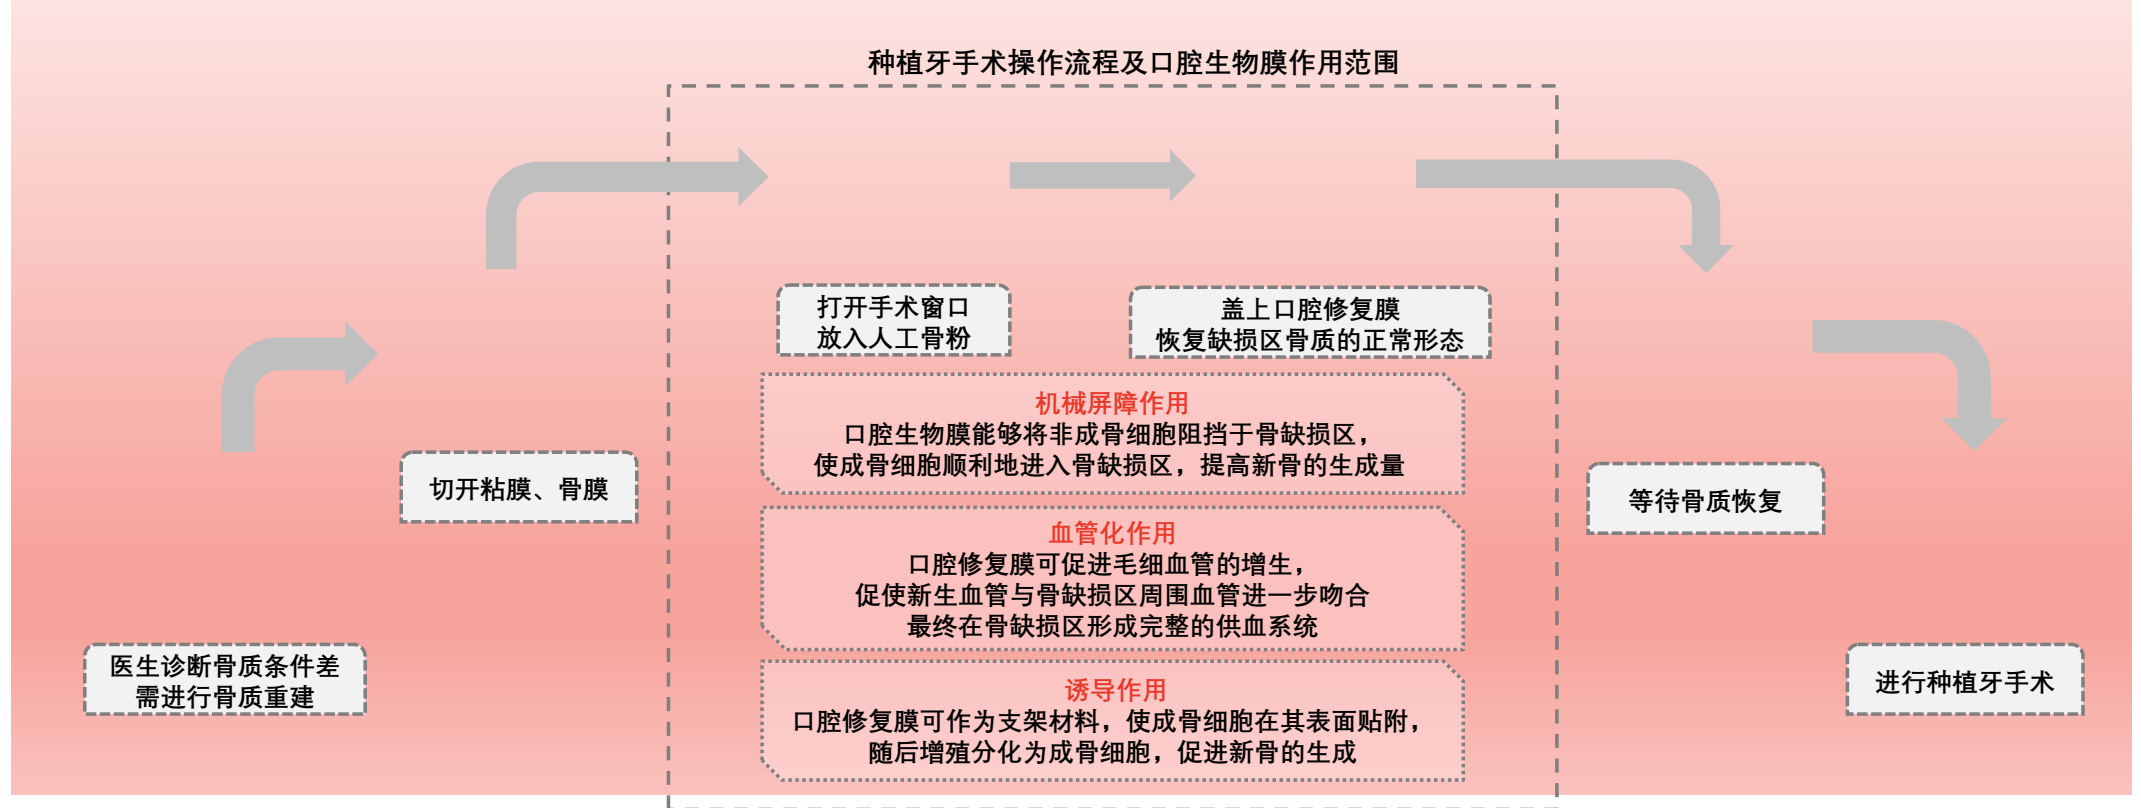 种植牙手术操作流程及口腔生物膜作用范围
医生诊断骨质条件差
需进行骨质重建
切开粘膜、骨膜
打开手术窗口
放入人工骨粉
盖上口腔修复膜
恢复缺损区骨质的正常形态
机械屏障作用
口腔生物膜能够将非成骨细胞阻挡于骨缺损区，
使成骨细胞顺利地进入骨缺损区，提高新骨的生成量
血管化作用
口腔修复膜可促进毛细血管的增生，
促使新生血管与骨缺损区周围血管进一步吻合
最终在骨缺损区形成完整的供血系统
诱导作用
口腔修复膜可作为支架材料，使成骨细胞在其表面贴附，
随后增殖分化为成骨细胞，促进新骨的生成
等待骨质恢复
进行种植牙手术